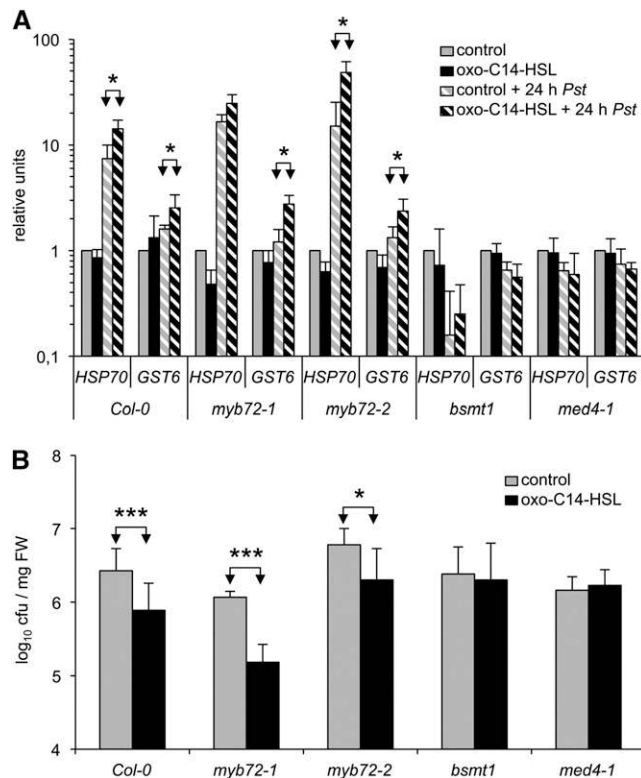 A
100
10
1
0,1
relative units
control
oxo-C14-HSL
control + 24 h Pst
oxo-C14-HSL + 24 h Pst
* * * * *
HSP70 GST6 HSP70 GST6 HSP70 GST6 HSP70 GST6 HSP70 GST6
Col-0 myb72-1 myb72-2 bsmt1 med4-1
B
8
7
6
5
4
log10 cfu / mg FW
control
oxo-C14-HSL
*** *** *
Col-0 myb72-1 myb72-2 bsmt1 med4-1